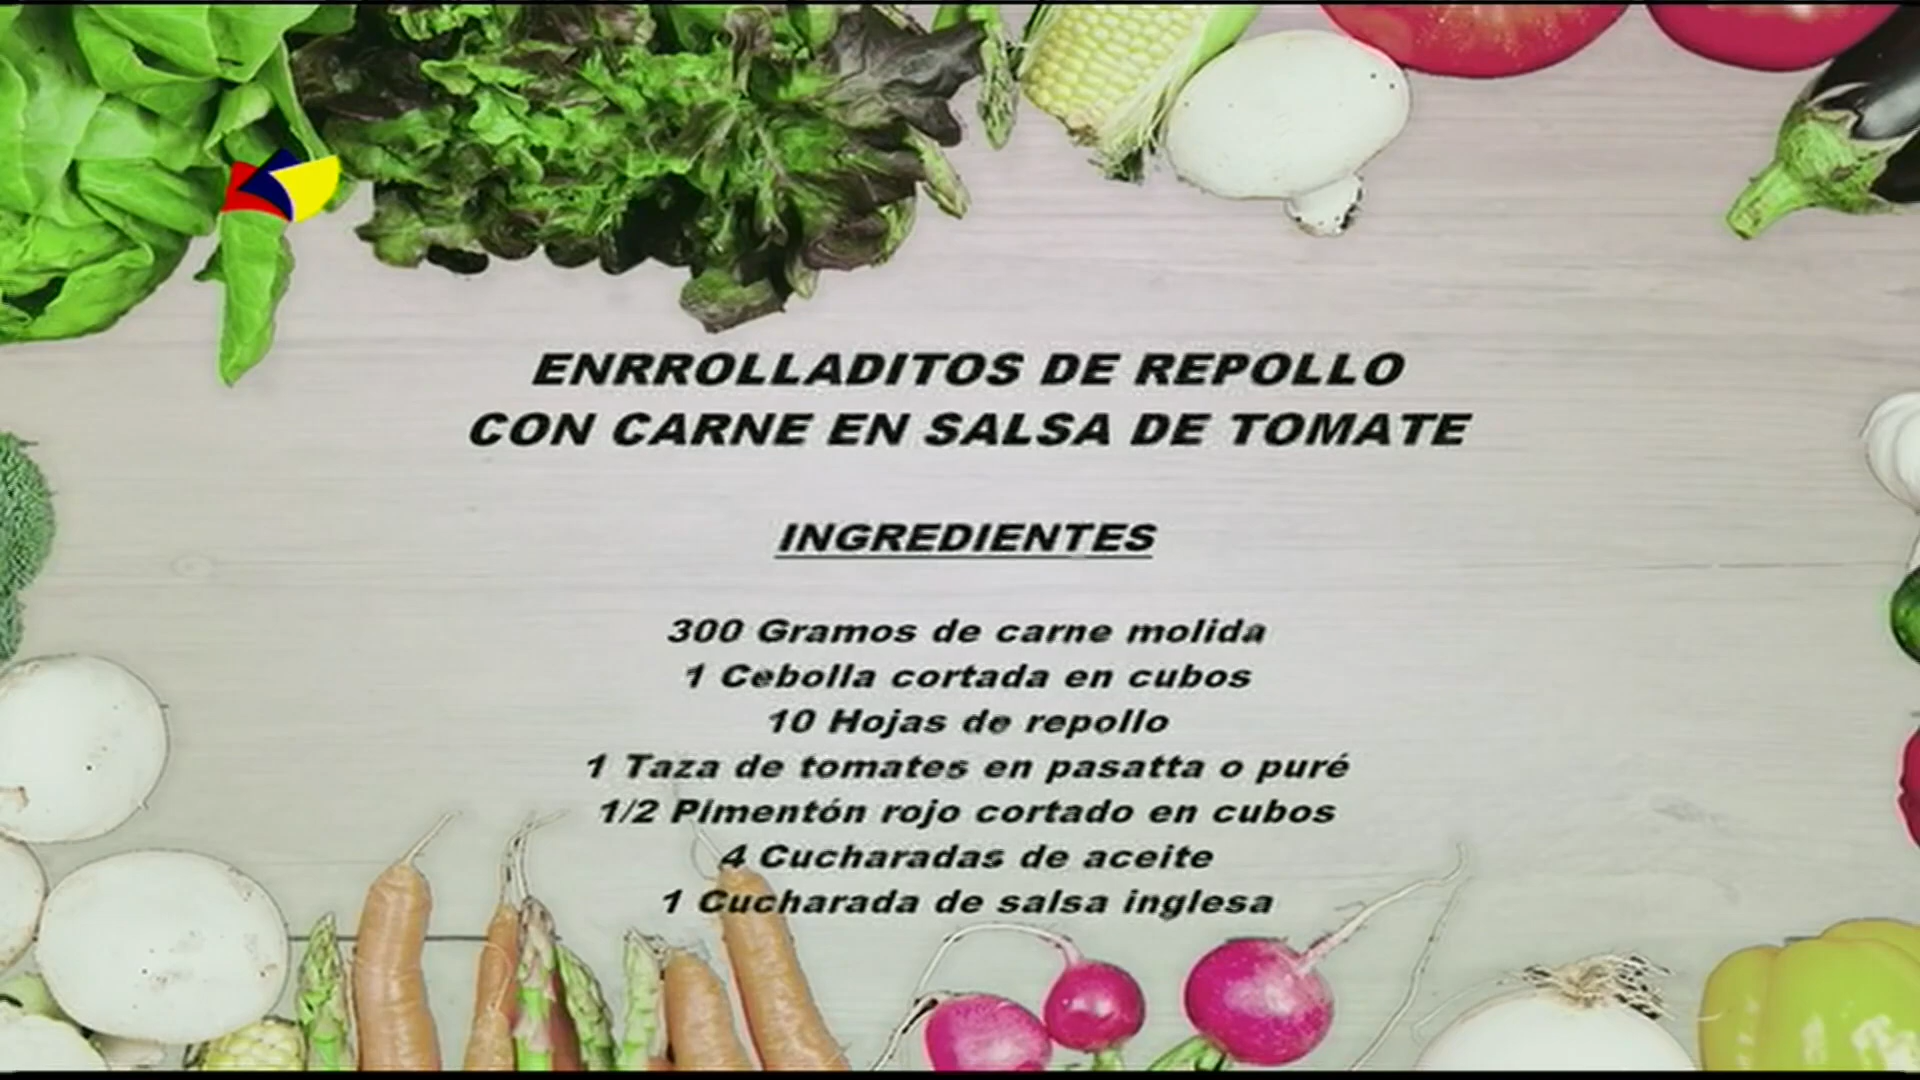 ENRROLLADITOS DE REPOLLO
CON CARNE EN SALSA DE TOMATE
INGREDIENTES
300 Gramos de carne molida
1 Cebolla cortada en cubos
10 Hojas de repollo
1 Taza de tomates en pasatta o puré
1/2 Pimentón rojo cortado en cubos
4 Cucharadas de aceite
1 Cucharada de salsa inglesa